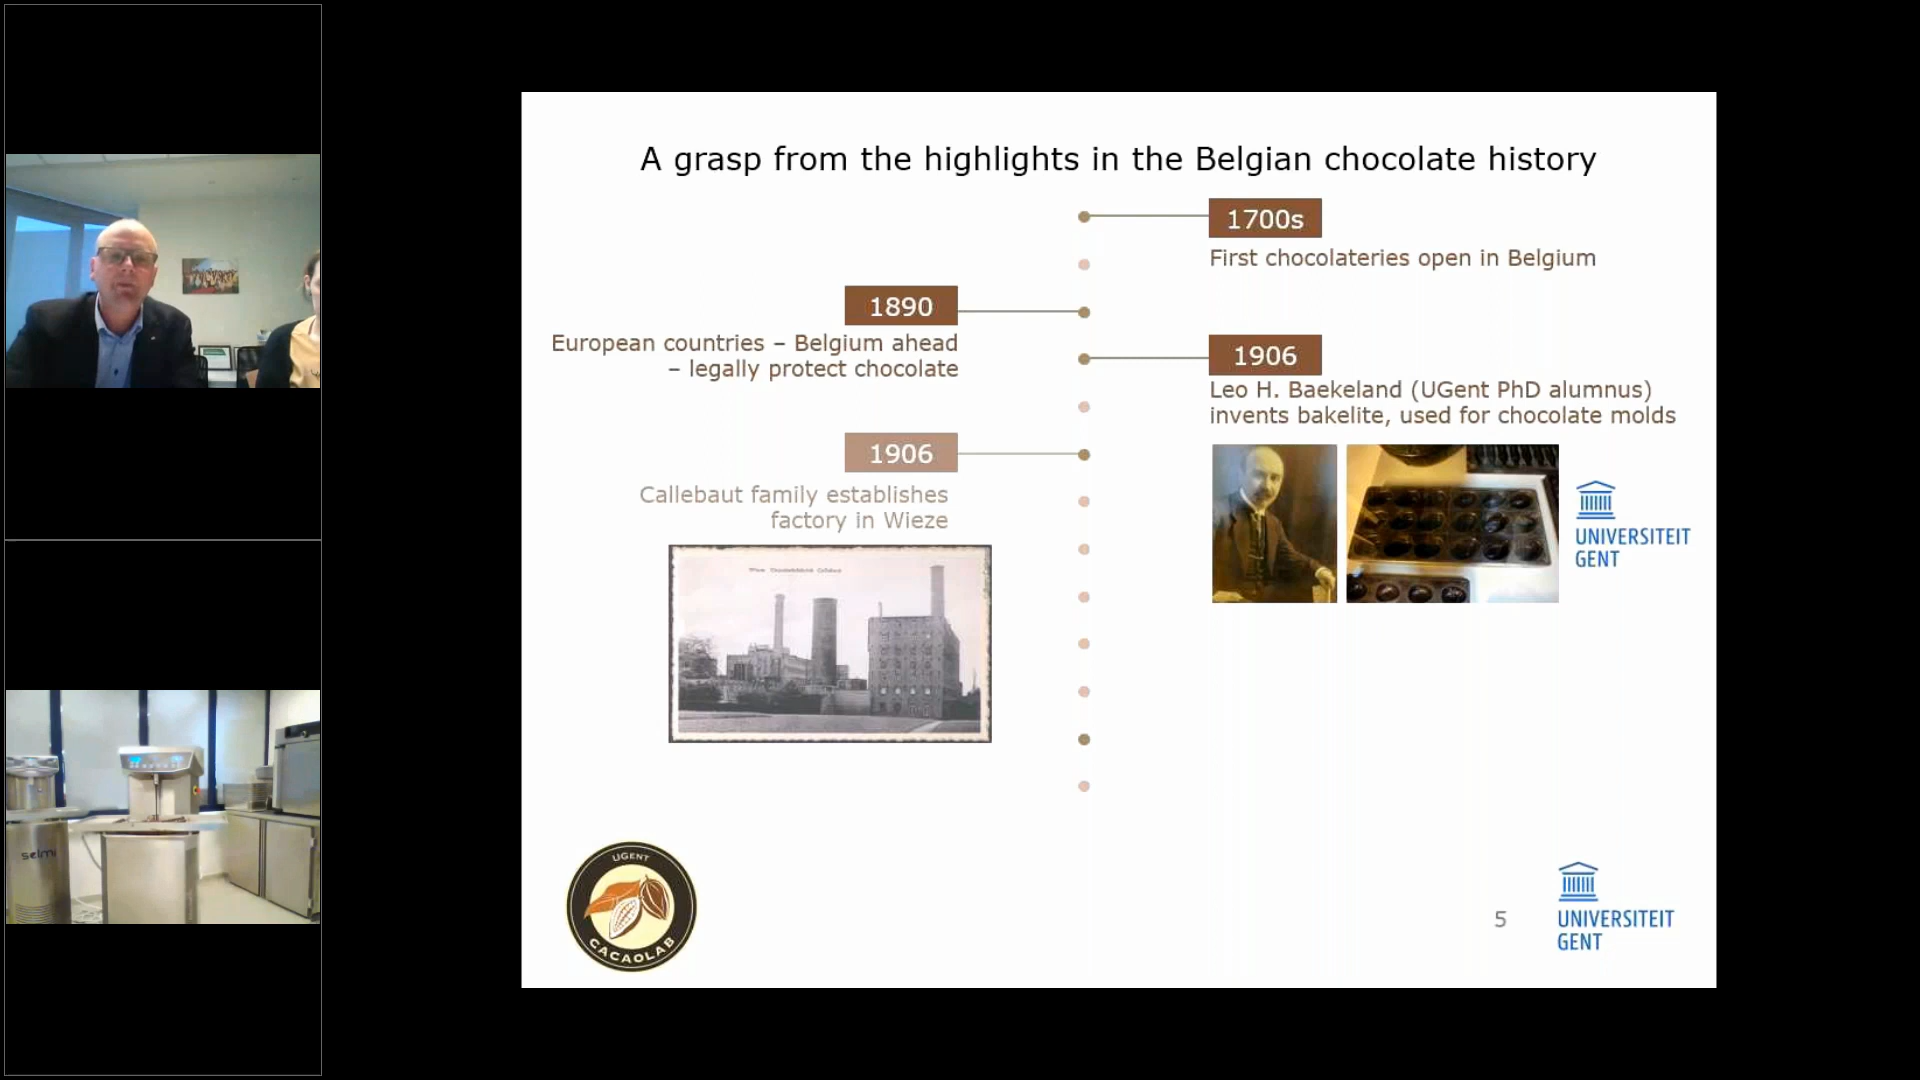 A grasp from the highlights in the Belgian chocolate history
1700s
First chocolateries open in Belgium
1890
European countries – Belgium ahead
– legally protect chocolate
1906
Leo H. Baekeland (UGent PhD alumnus)
invents bakelite, used for chocolate molds
1906
Callebaut family establishes
factory in Wieze
UNIVERSITEIT
GENT
UGENT
CACAOLAB
5
UNIVERSITEIT
GENT
selmi